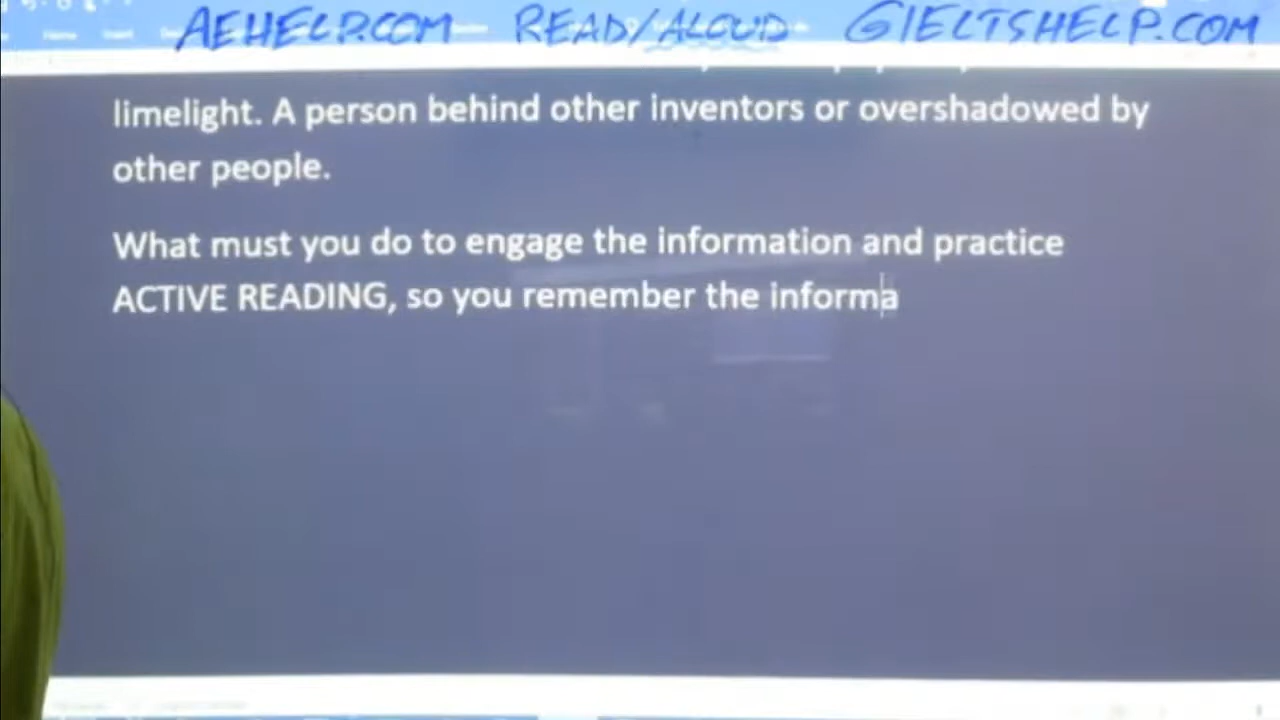 AEHELP.COM READ/ALOUD GIELTSHELP.COM
limelight. A person behind other inventors or overshadowed by
other people.
What must you do to engage the information and practice
ACTIVE READING, so you remember the informa